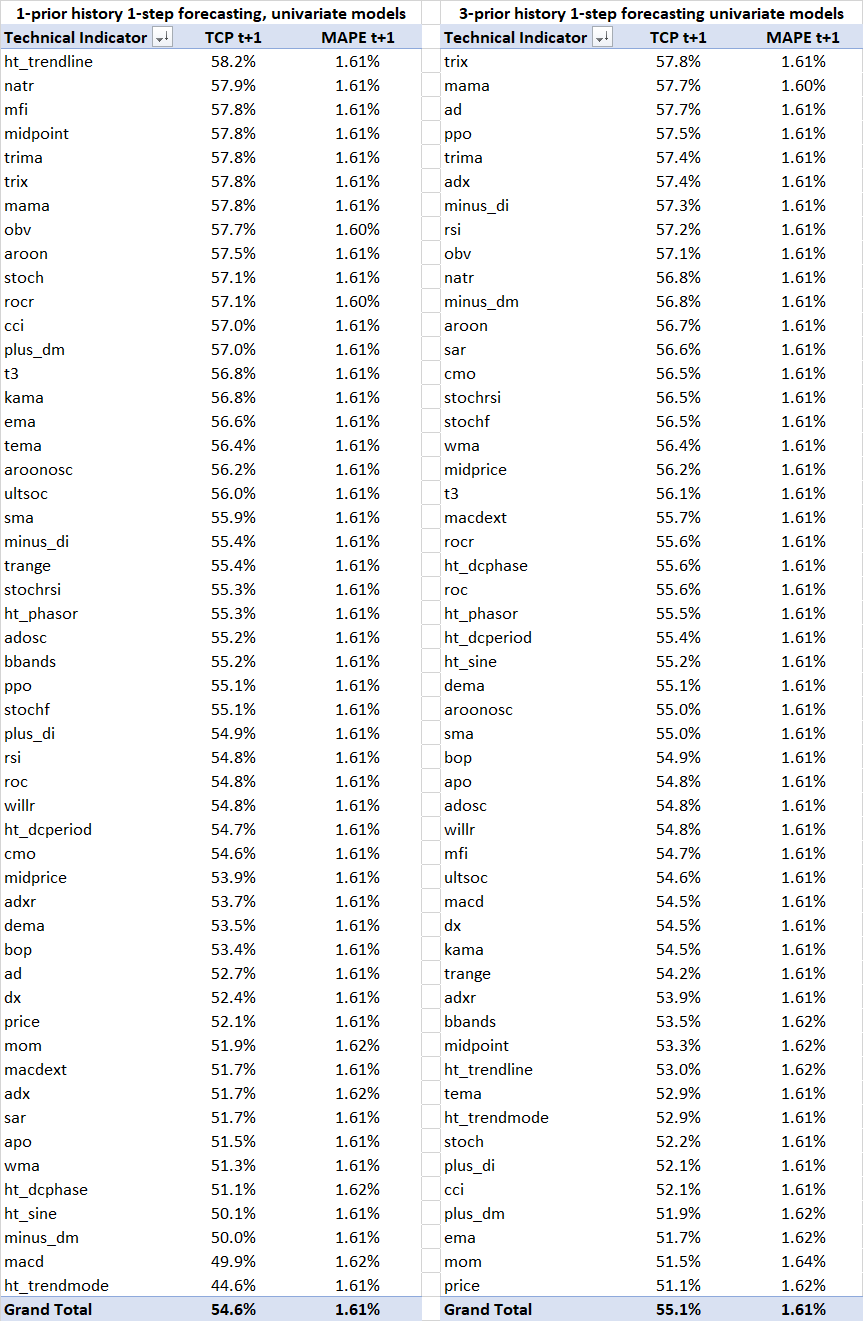 1-prior history 1-step forecasting, univariate models 3-prior history 1-step forecasting univariate models
Technical Indicator TCP t+1 MAPE t+1 Technical Indicator TCP t+1 MAPE t+1
ht_trendline 58.2% 1.61% trix 57.8% 1.61%
natr 57.9% 1.61% mama 57.7% 1.60%
mfi 57.8% 1.61% ad 57.7% 1.61%
midpoint 57.8% 1.61% ppo 57.5% 1.61%
trima 57.8% 1.61% trima 57.4% 1.61%
trix 57.8% 1.61% adx 57.4% 1.61%
mama 57.8% 1.61% minus_di 57.3% 1.61%
obv 57.7% 1.60% rsi 57.2% 1.61%
aroon 57.5% 1.61% obv 57.1% 1.61%
stoch 57.1% 1.61% natr 56.8% 1.61%
rocr 57.1% 1.60% minus_dm 56.8% 1.61%
cci 57.0% 1.61% aroon 56.7% 1.61%
plus_dm 57.0% 1.61% sar 56.6% 1.61%
t3 56.8% 1.61% cmo 56.5% 1.61%
kama 56.8% 1.61% stochrsi 56.5% 1.61%
ema 56.6% 1.61% stochf 56.5% 1.61%
tema 56.4% 1.61% wma 56.4% 1.61%
aroonosc 56.2% 1.61% midprice 56.2% 1.61%
ultsoc 56.0% 1.61% t3 56.1% 1.61%
sma 55.9% 1.61% macdext 55.7% 1.61%
minus_di 55.4% 1.61% rocr 55.6% 1.61%
trange 55.4% 1.61% ht_dcphase 55.6% 1.61%
stochrsi 55.3% 1.61% roc 55.6% 1.61%
ht_phasor 55.3% 1.61% ht_phasor 55.5% 1.61%
adosc 55.2% 1.61% ht_dcperiod 55.4% 1.61%
bbands 55.2% 1.61% ht_sine 55.2% 1.61%
ppo 55.1% 1.61% dema 55.1% 1.61%
stochf 55.1% 1.61% aroonosc 55.0% 1.61%
plus_di 54.9% 1.61% sma 55.0% 1.61%
rsi 54.8% 1.61% bop 54.9% 1.61%
roc 54.8% 1.61% apo 54.8% 1.61%
willr 54.8% 1.61% adosc 54.8% 1.61%
ht_dcperiod 54.7% 1.61% willr 54.8% 1.61%
cmo 54.6% 1.61% mfi 54.7% 1.61%
midprice 53.9% 1.61% ultsoc 54.6% 1.61%
adxr 53.7% 1.61% macd 54.5% 1.61%
dema 53.5% 1.61% dx 54.5% 1.61%
bop 53.4% 1.61% kama 54.5% 1.61%
ad 52.7% 1.61% trange 54.2% 1.61%
dx 52.4% 1.61% adxr 53.9% 1.61%
price 52.1% 1.61% bbands 53.5% 1.62%
mom 51.9% 1.62% midpoint 53.3% 1.62%
macdext 51.7% 1.61% ht_trendline 53.0% 1.62%
adx 51.7% 1.62% tema 52.9% 1.61%
sar 51.7% 1.61% ht_trendmode 52.9% 1.61%
apo 51.5% 1.61% stoch 52.2% 1.61%
wma 51.3% 1.61% plus_di 52.1% 1.61%
ht_dcphase 51.1% 1.62% cci 52.1% 1.61%
ht_sine 50.1% 1.61% plus_dm 51.9% 1.62%
minus_dm 50.0% 1.61% ema 51.7% 1.62%
macd 49.9% 1.62% mom 51.5% 1.64%
ht_trendmode 44.6% 1.61% price 51.1% 1.62%
Grand Total 54.6% 1.61% Grand Total 55.1% 1.61%